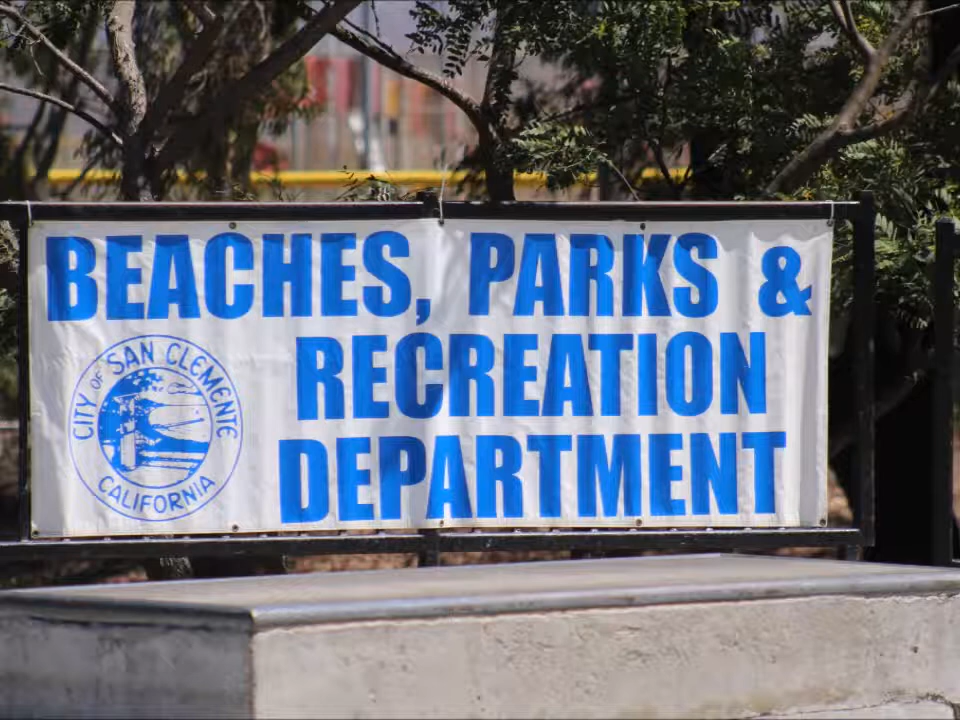 BEACHES, PARKS &
RECREATION
DEPARTMENT
CITY OF SAN CLEMENTE
CALIFORNIA